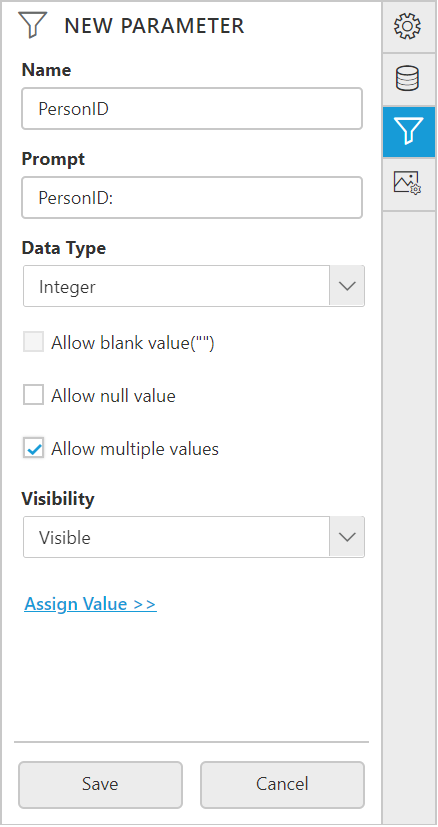 NEW PARAMETER
Name
PersonID
Prompt
PersonID:
Data Type
Integer
Allow blank value("")
Allow null value
Allow multiple values
Visibility
Visible
Assign Value >>
Save
Cancel